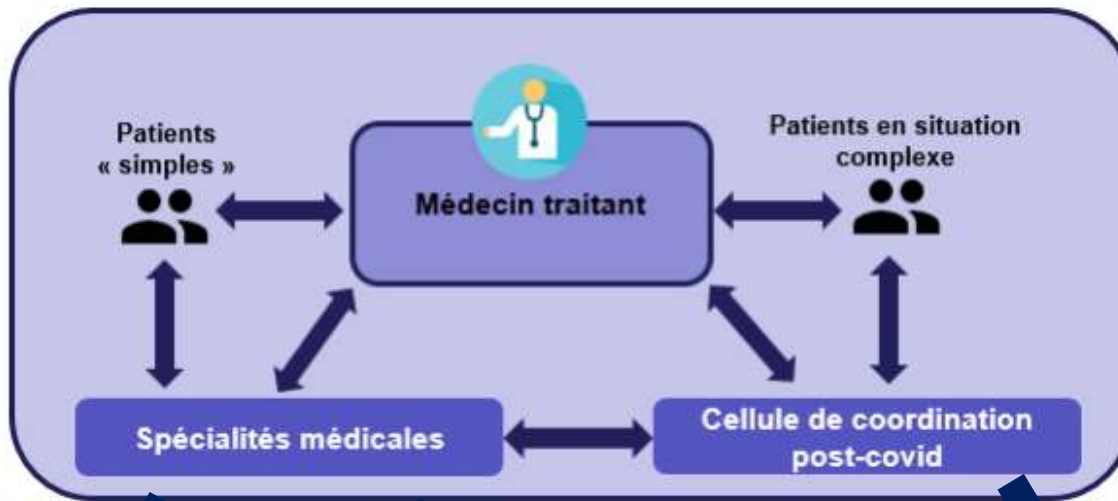 Patients
« simples »
Médecin traitant
Patients en situation
complexe
Spécialités médicales
Cellule de coordination
post-covid